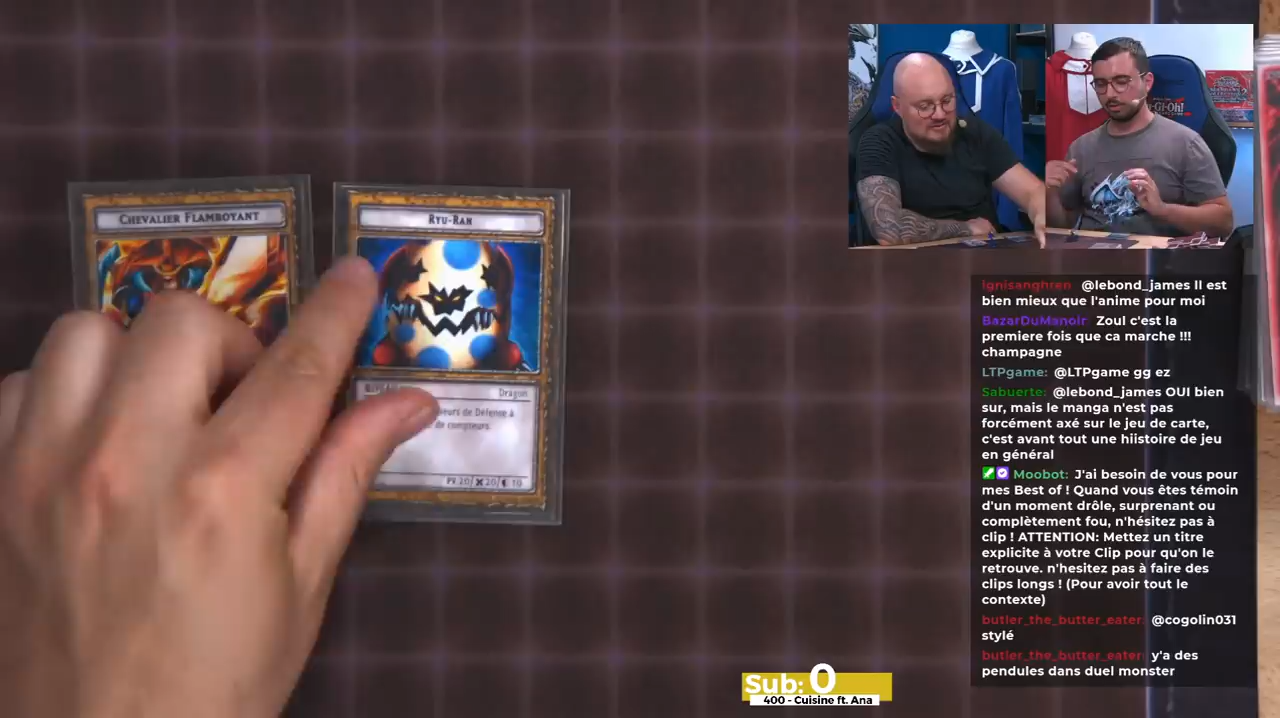 CHEVALIER FLAMBOYANT
RYU-RAN
Dragon
de Défense à
de compteurs.
PV.20/ 20/ 10
ignisanghren @lebond_james Il est
bien mieux que l'anime pour moi
BazarDuManoir: Zoul c'est la
premiere fois que ca marche !!!
champagne
LTPgame: @LTPgame gg ez
Sabuerte: @lebond_james OUI bien
sur, mais le manga n'est pas
forcément axé sur le jeu de carte,
c'est avant tout une hiistoire de jeu
en général
Moobot: J'ai besoin de vous pour
mes Best of ! Quand vous êtes témoin
d'un moment drôle, surprenant ou
complètement fou, n'hésitez pas à
clip ! ATTENTION: Mettez un titre
explicite à votre Clip pour qu'on le
retrouve. n'hesitez pas à faire des
clips longs ! (Pour avoir tout le
contexte)
butler_the_butter_eater: @cogolin031
stylé
butler_the_butter_eater: y'a des
pendules dans duel monster
Sub: 0
400 - Cuisine ft. Ana